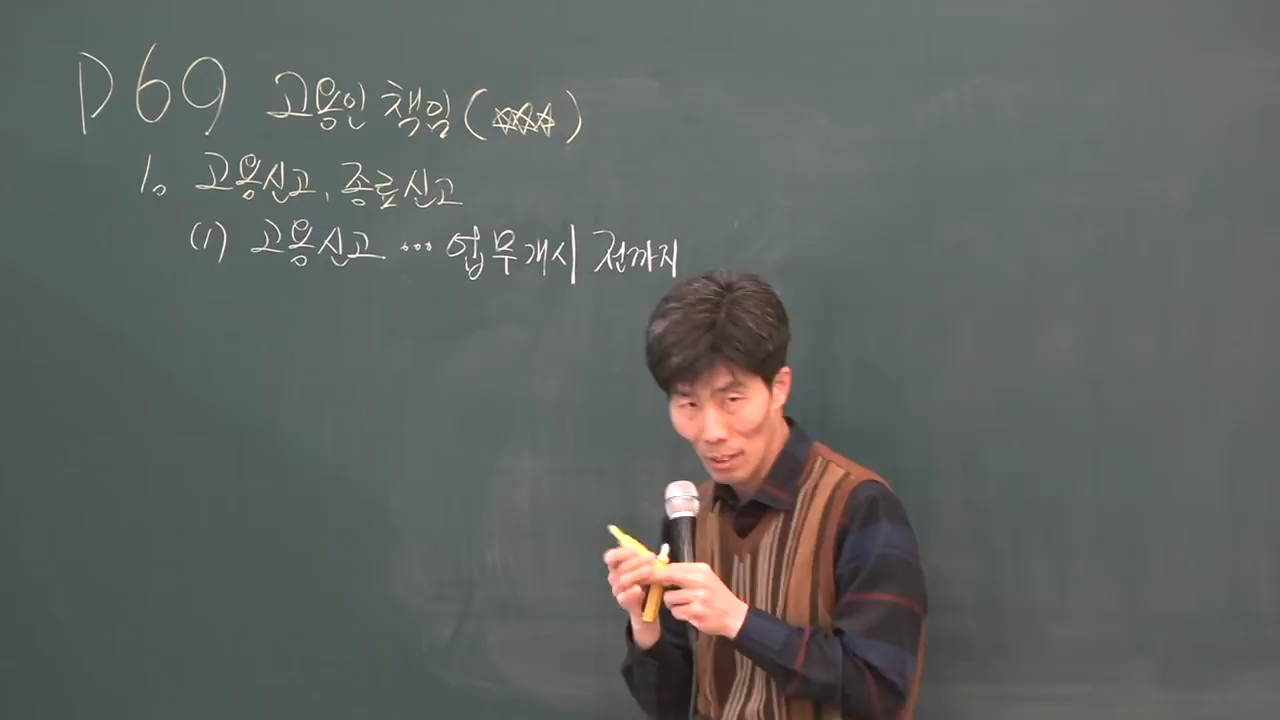 P69 고용인 책임 (☆☆☆)
1. 고용신고, 종료신고
(1) 고용신고 … 업무개시 전까지